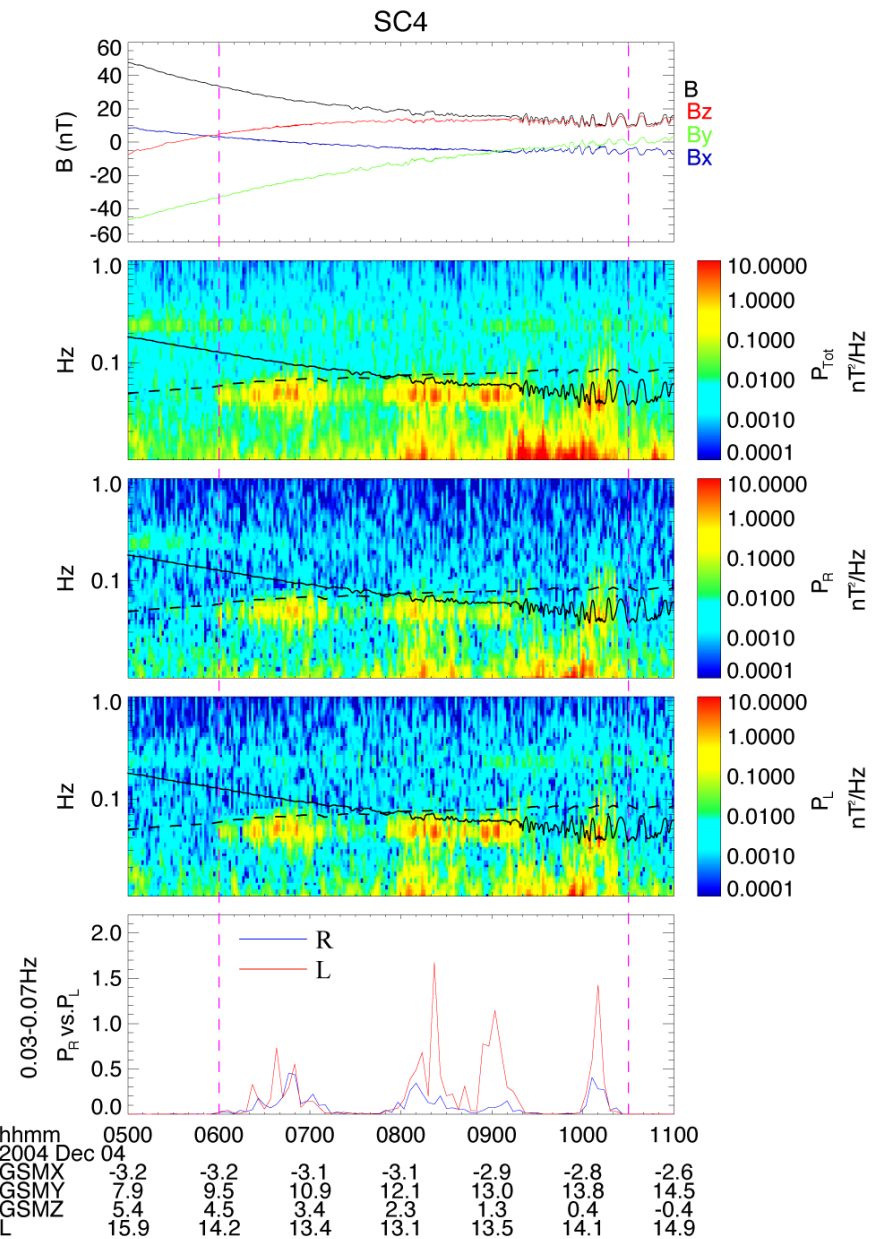 SC4
60
40
20
0
-20
-40
-60
B (nT)
B
Bz
By
Bx
1.0
0.1
Hz
10.0000
1.0000
0.1000
0.0100
0.0010
0.0001
P_Tot
nT²/Hz
1.0
0.1
Hz
10.0000
1.0000
0.1000
0.0100
0.0010
0.0001
P_R
nT²/Hz
1.0
0.1
Hz
10.0000
1.0000
0.1000
0.0100
0.0010
0.0001
P_L
nT²/Hz
2.0
1.5
1.0
0.5
0.0
0.03-0.07Hz
P_R vs.P_L
R
L
hhmm 0500 0600 0700 0800 0900 1000 1100
2004 Dec 04
GSMX -3.2 -3.2 -3.1 -3.1 -2.9 -2.8 -2.6
GSMY 7.9 9.5 10.9 12.1 13.0 13.8 14.5
GSMZ 5.4 4.5 3.4 2.3 1.3 0.4 -0.4
L 15.9 14.2 13.4 13.1 13.5 14.1 14.9